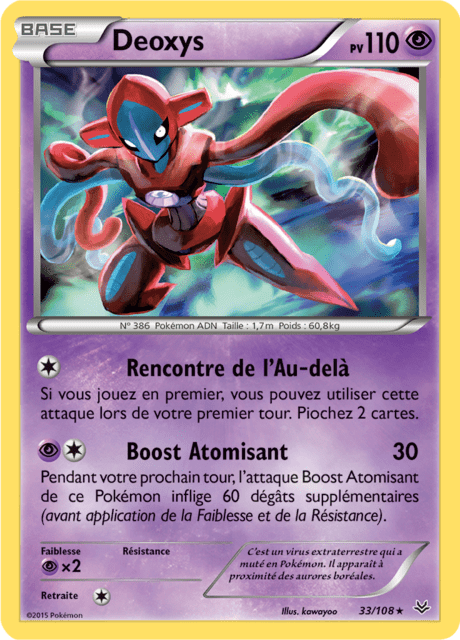 BASE
Deoxys
PV110
N° 386 Pokémon ADN Taille : 1,7m Poids : 60,8kg
Rencontre de l'Au-delà
Si vous jouez en premier, vous pouvez utiliser cette
attaque lors de votre premier tour. Piochez 2 cartes.
Boost Atomisant 30
Pendant votre prochain tour, l'attaque Boost Atomisant
de ce Pokémon inflige 60 dégâts supplémentaires
(avant application de la Faiblesse et de la Résistance).
Faiblesse Résistance
×2
Retraite
C'est un virus extraterrestre qui a
muté en Pokémon. Il apparaît à
proximité des aurores boréales.
©2015 Pokémon
Illus. kawayoo 33/108 ★